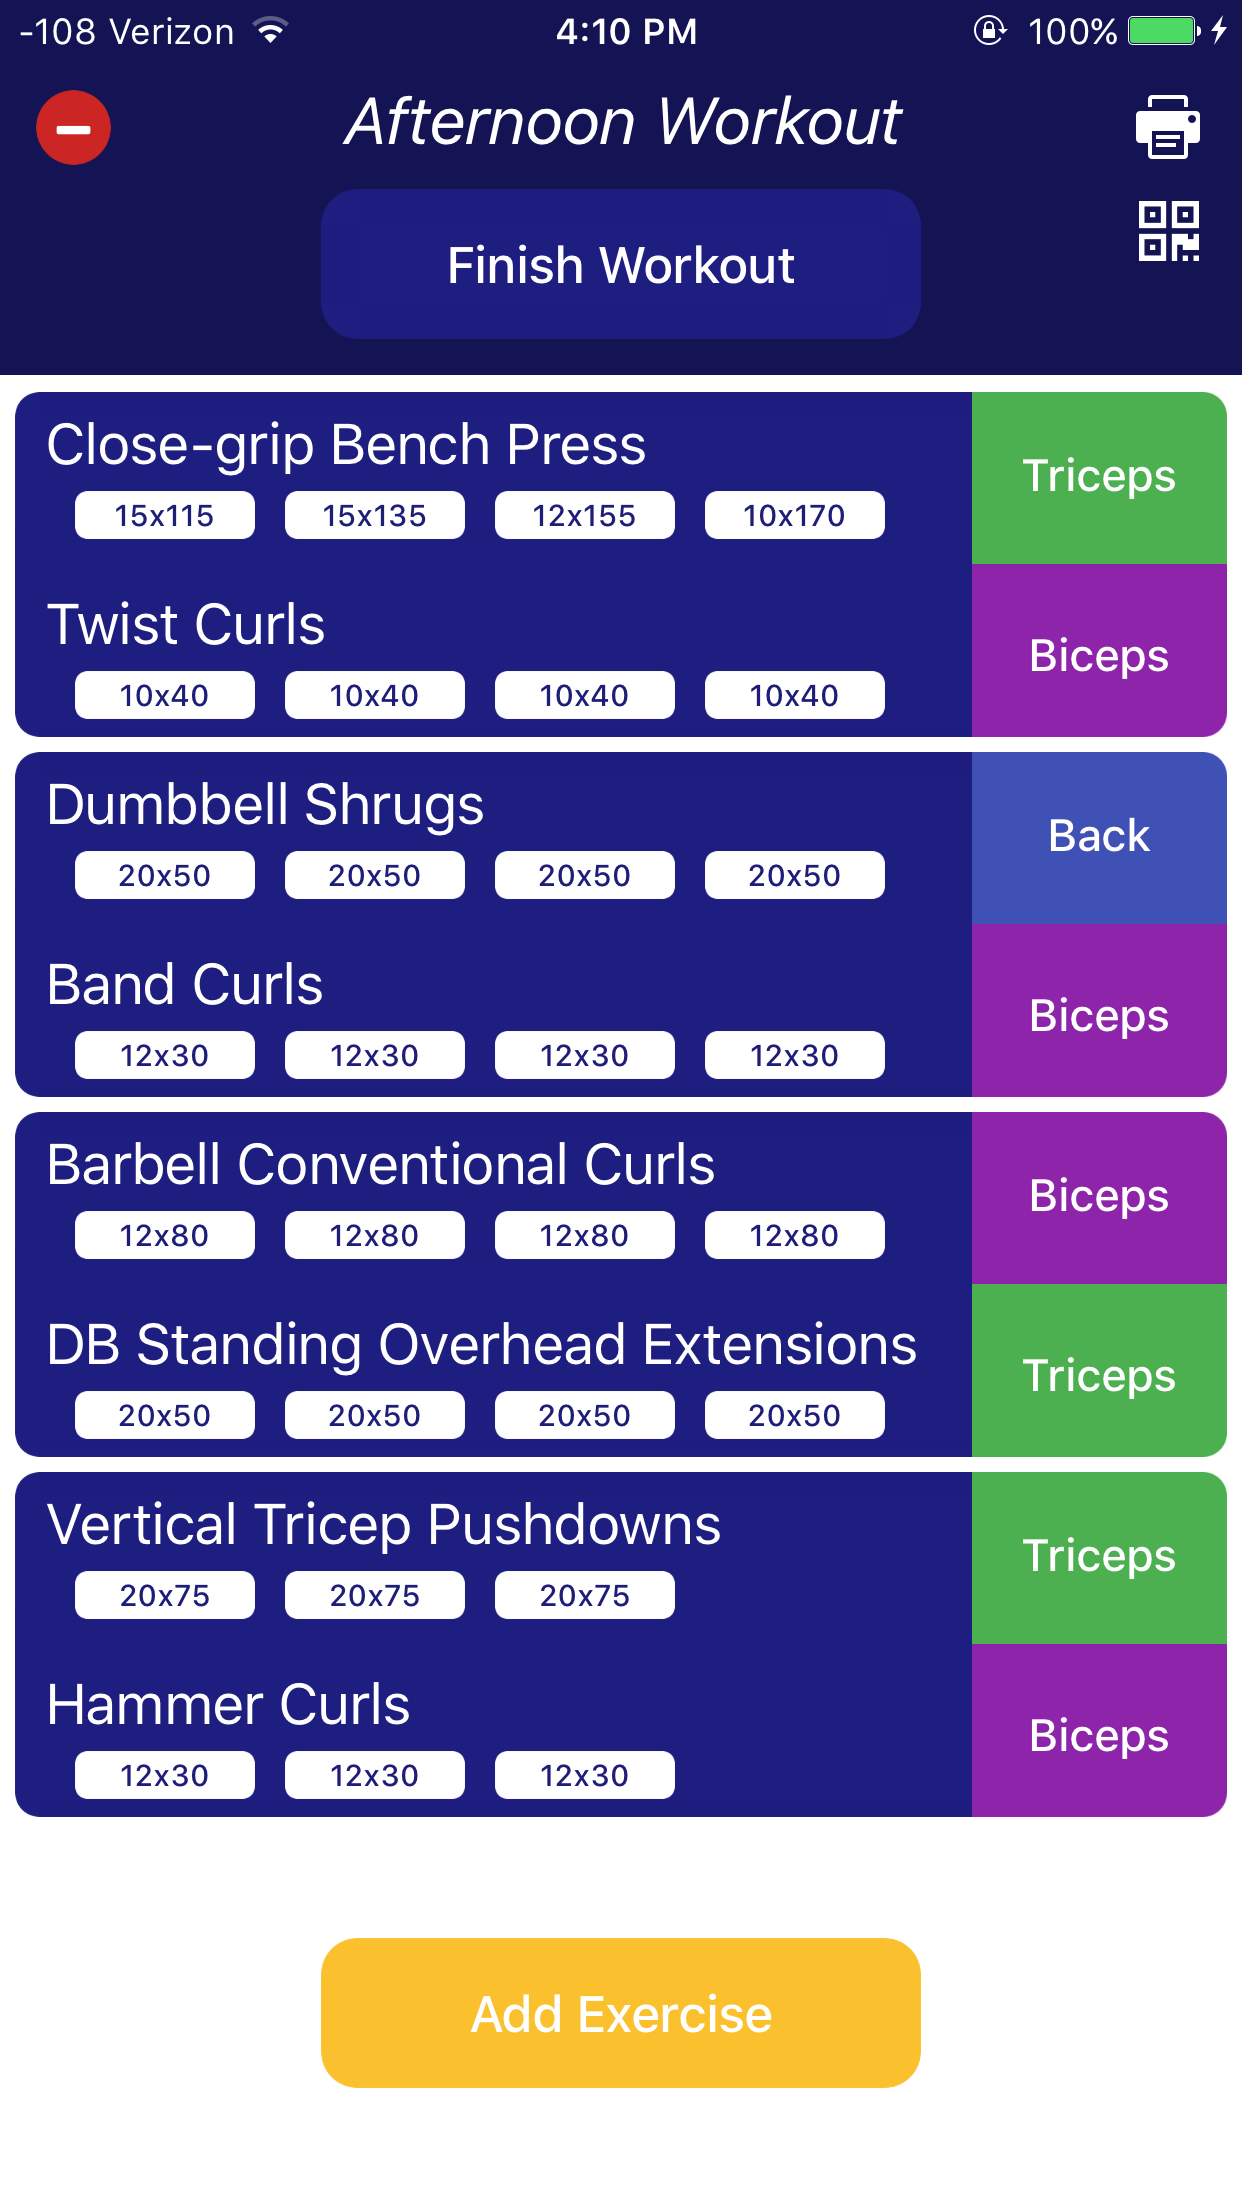 -108 Verizon 4:10 PM 100%
Afternoon Workout
Finish Workout
Close-grip Bench Press
15x115 15x135 12x155 10x170
Triceps
Twist Curls
10x40 10x40 10x40 10x40
Biceps
Dumbbell Shrugs
20x50 20x50 20x50 20x50
Back
Band Curls
12x30 12x30 12x30 12x30
Biceps
Barbell Conventional Curls
12x80 12x80 12x80 12x80
Biceps
DB Standing Overhead Extensions
20x50 20x50 20x50 20x50
Triceps
Vertical Tricep Pushdowns
20x75 20x75 20x75
Triceps
Hammer Curls
12x30 12x30 12x30
Biceps
Add Exercise